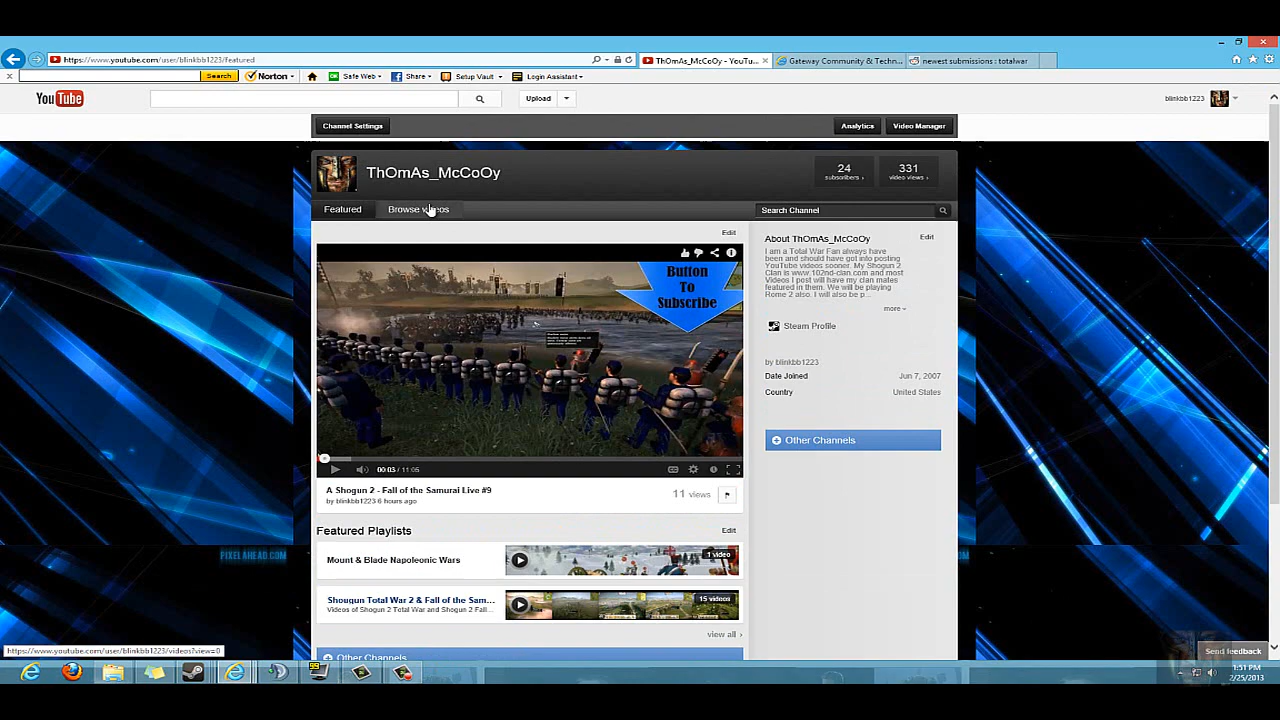 https://www.youtube.com/user/blinkbb1223/featured
ThOmAs_McCoOy - YouTu...
Gateway Community & Techn...
newest submissions : totalwar
Search
Norton
Safe Web
Share
Setup Vault
Login Assistant
YouTube
Upload
blinkbb1223
Channel Settings
Analytics
Video Manager
ThOmAs_McCoOy
24
subscribers
331
video views
Featured
Browse videos
Search Channel
Edit
Button
To
Subscribe
00:03 / 11:05
A Shogun 2 - Fall of the Samurai Live #9
by blinkbb1223 6 hours ago
11 views
Featured Playlists
Edit
Mount & Blade Napoleonic Wars
1 video
Shougun Total War 2 & Fall of the Sam...
Videos of Shogun 2 Total War and Shogun 2 Fall...
15 videos
view all
Other Channels
About ThOmAs_McCoOy
Edit
I am a Total War Fan always have
been and should have got into posting
YouTube videos sooner. My Shogun 2
Clan is www.102nd-clan.com and most
Videos I post will have my clan mates
featured in them. We will be playing
Rome 2 also. I will also be p...
more
Steam Profile
by blinkbb1223
Date Joined
Jun 7, 2007
Country
United States
Other Channels
PIXELAHEAD.COM
https://www.youtube.com/user/blinkbb1223/videos?view=0
Send feedback
99
1:51 PM
2/25/2013